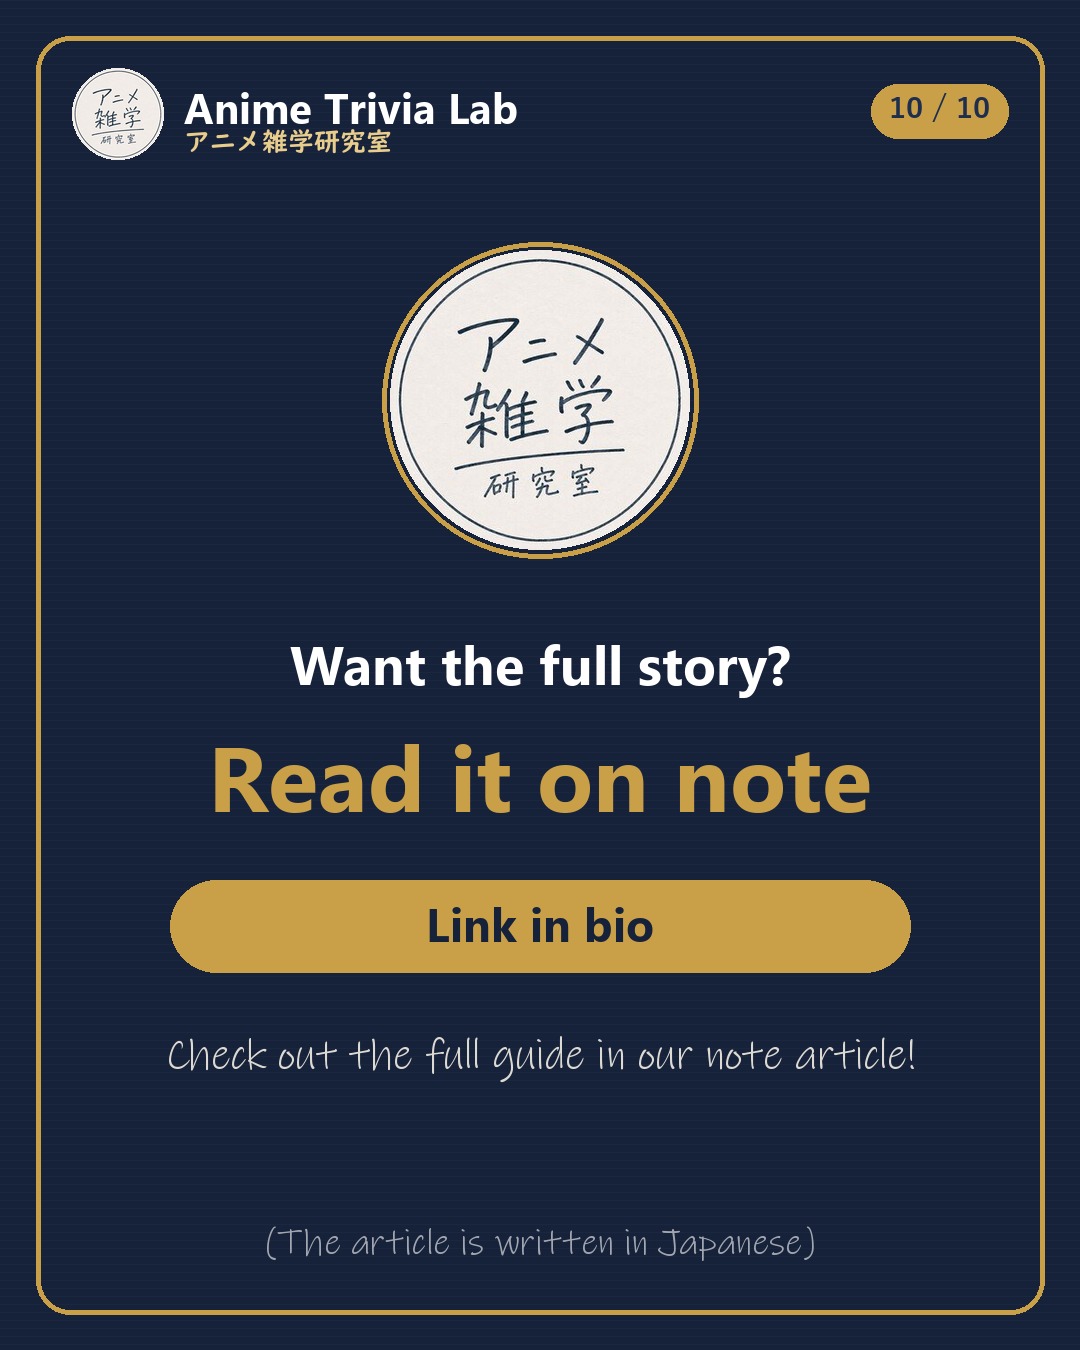 アニメ
雑学
研究室
Anime Trivia Lab
アニメ雑学研究室
10 / 10
アニメ
雑学
研究室
Want the full story?
Read it on note
Link in bio
Check out the full guide in our note article!
(The article is written in Japanese)